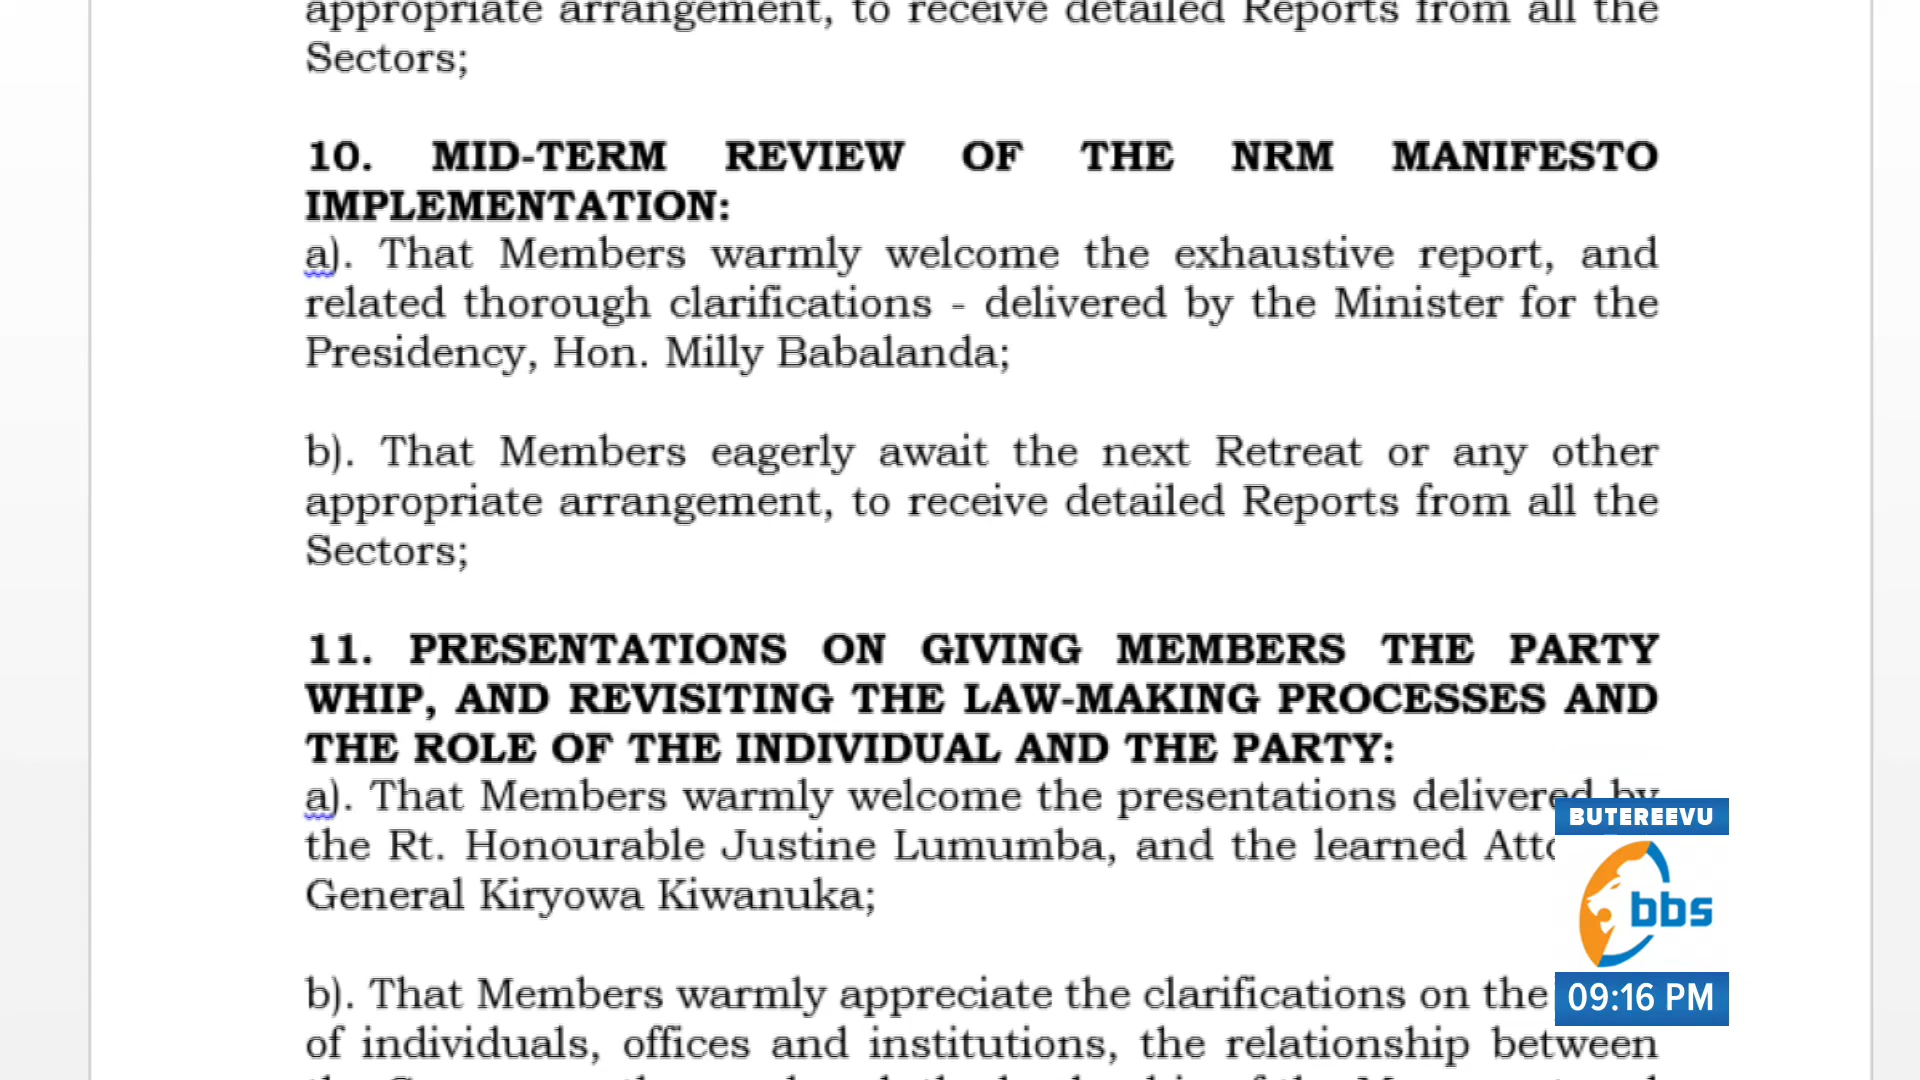 appropriate arrangement, to receive detailed Reports from all the
Sectors;
10. MID-TERM REVIEW OF THE NRM MANIFESTO
IMPLEMENTATION:
a). That Members warmly welcome the exhaustive report, and
related thorough clarifications - delivered by the Minister for the
Presidency, Hon. Milly Babalanda;
b). That Members eagerly await the next Retreat or any other
appropriate arrangement, to receive detailed Reports from all the
Sectors;
11. PRESENTATIONS ON GIVING MEMBERS THE PARTY
WHIP, AND REVISITING THE LAW-MAKING PROCESSES AND
THE ROLE OF THE INDIVIDUAL AND THE PARTY:
a). That Members warmly welcome the presentations delivered by
the Rt. Honourable Justine Lumumba, and the learned Atto
General Kiryowa Kiwanuka;
b). That Members warmly appreciate the clarifications on the
of individuals, offices and institutions, the relationship between
BUTEREEVU
bbs
09:16 PM